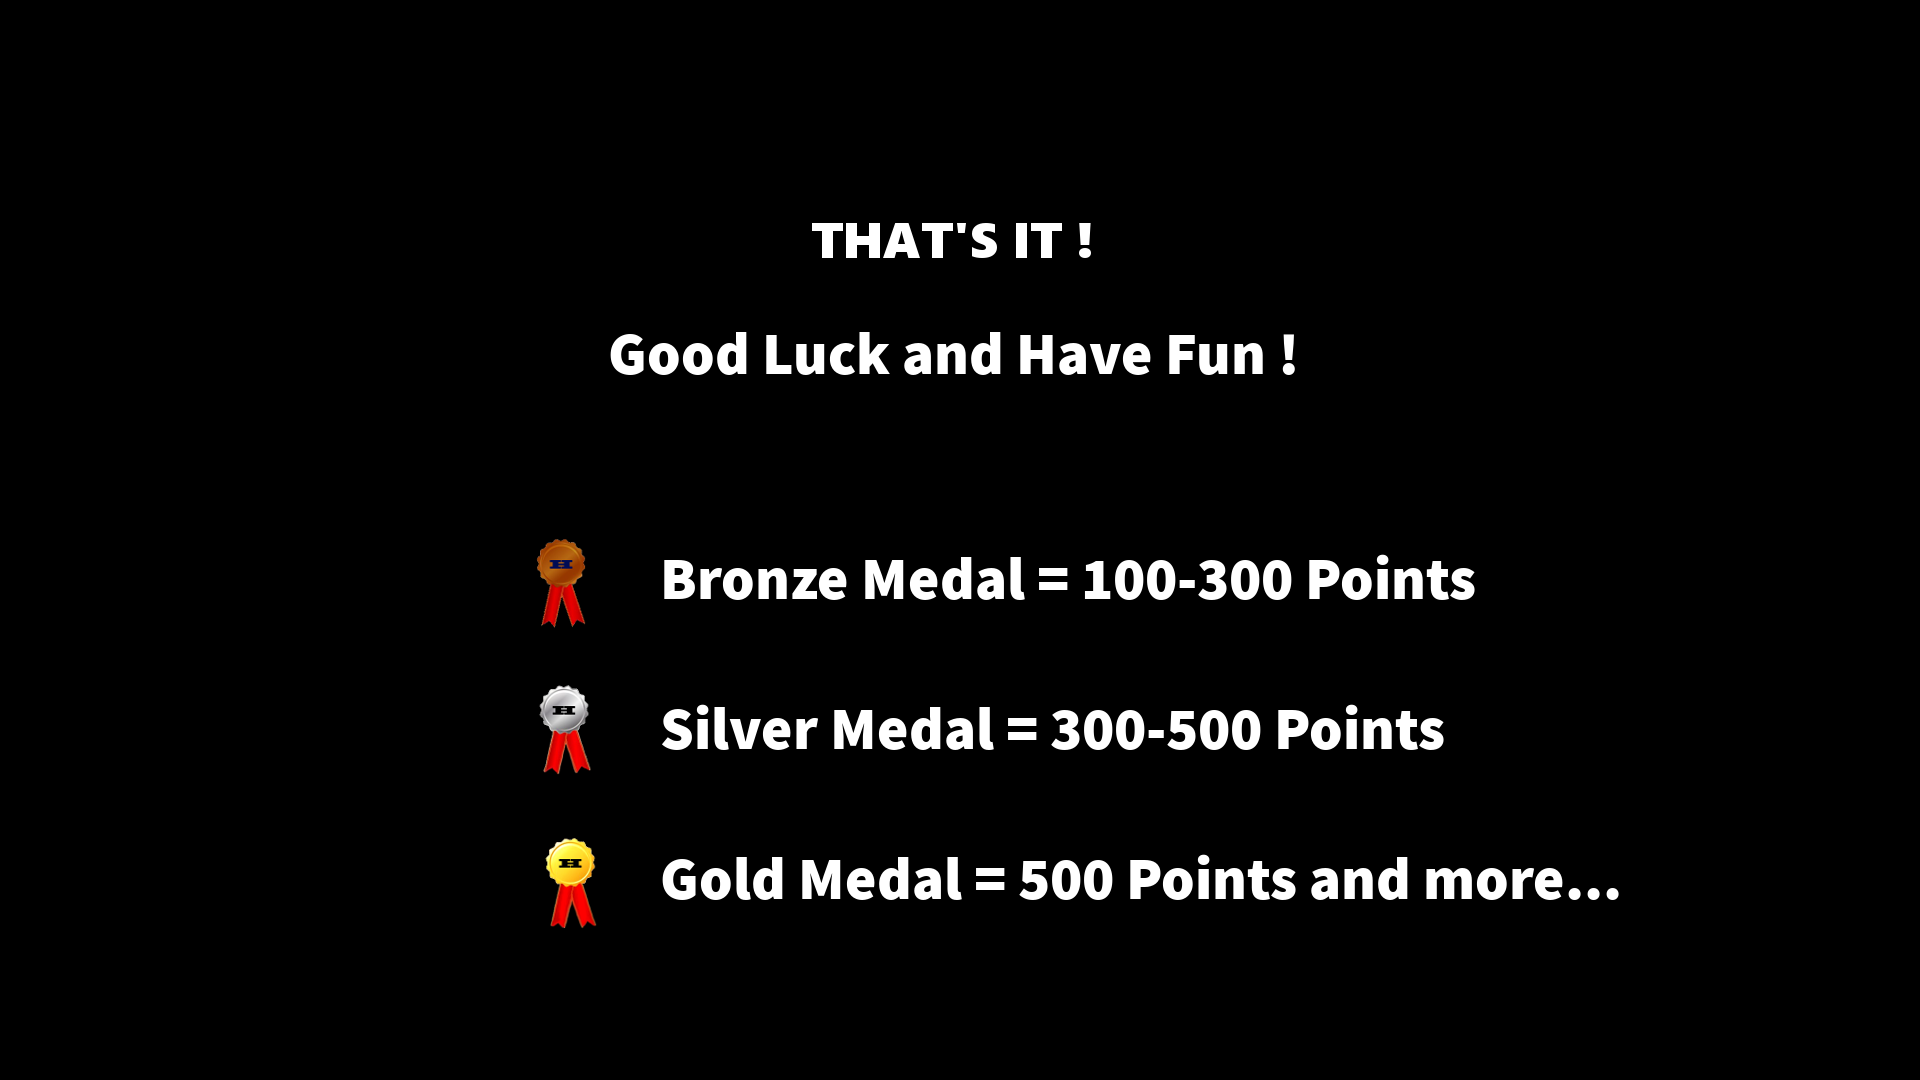 THAT'S IT !
Good Luck and Have Fun !
H
Bronze Medal = 100-300 Points
H
Silver Medal = 300-500 Points
H
Gold Medal = 500 Points and more...